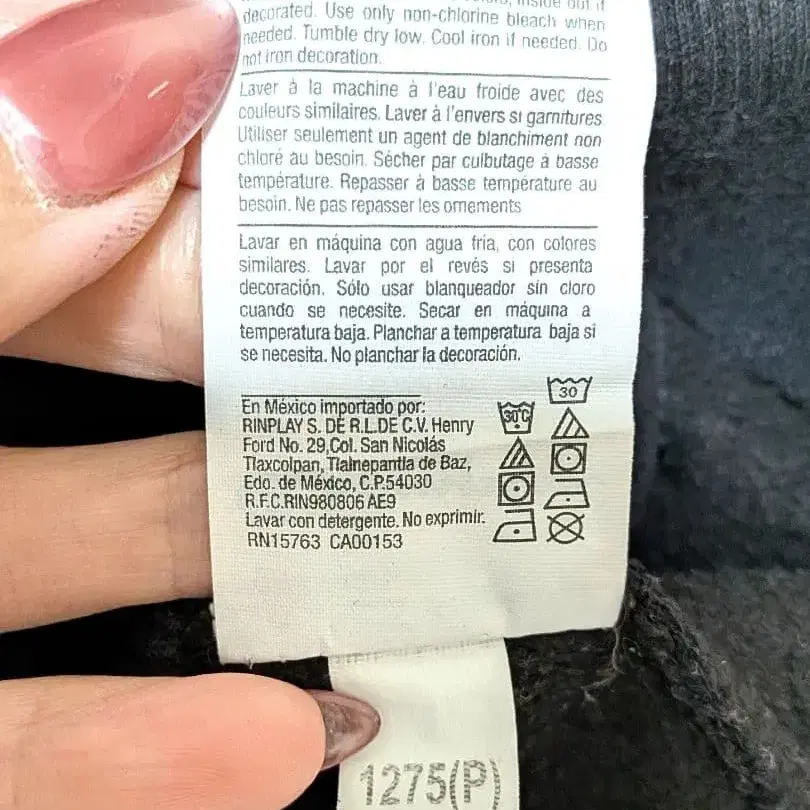 decorated. Use only non-chlorine bleach when
needed. Tumble dry low. Cool iron if needed. Do
not iron decoration.
Laver à la machine à l'eau froide avec des
couleurs similaires. Laver à l'envers si garnitures
Utiliser seulement un agent de blanchiment non
chloré au besoin. Sécher par culbutage à basse
température. Repasser à basse température au
besoin. Ne pas repasser les ornements
Lavar en máquina con agua fría, con colores
similares. Lavar por el revés si presenta
decoración. Sólo usar blanqueador sin cloro
cuando se necesite. Secar en máquina a
temperatura baja. Planchar a temperatura baja si
se necesita. No planchar la decoración.
En México importado por:
RINPLAY S. DE R.L.DE C.V. Henry
Ford No. 29,Col. San Nicolás
Tlaxcolpan, Tlalnepantla de Baz,
Edo. de México, C.P.54030
R.F.C.RIN980806 AE9
Lavar con detergente. No exprimir.
RN15763 CA00153
30°C
30
1275(P)